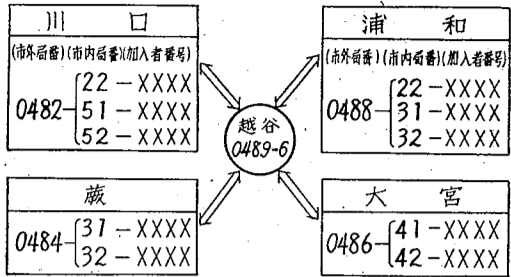 川口
(市外局番)(市内局番)(加入者番号)
0482
22-XXXX
51-XXXX
52-XXXX
浦和
(市外局番)(市内局番)(加入者番号)
0488
22-XXXX
31-XXXX
32-XXXX
越谷
0489-6
蕨
0484
31-XXXX
32-XXXX
大宮
0486
41-XXXX
42-XXXX